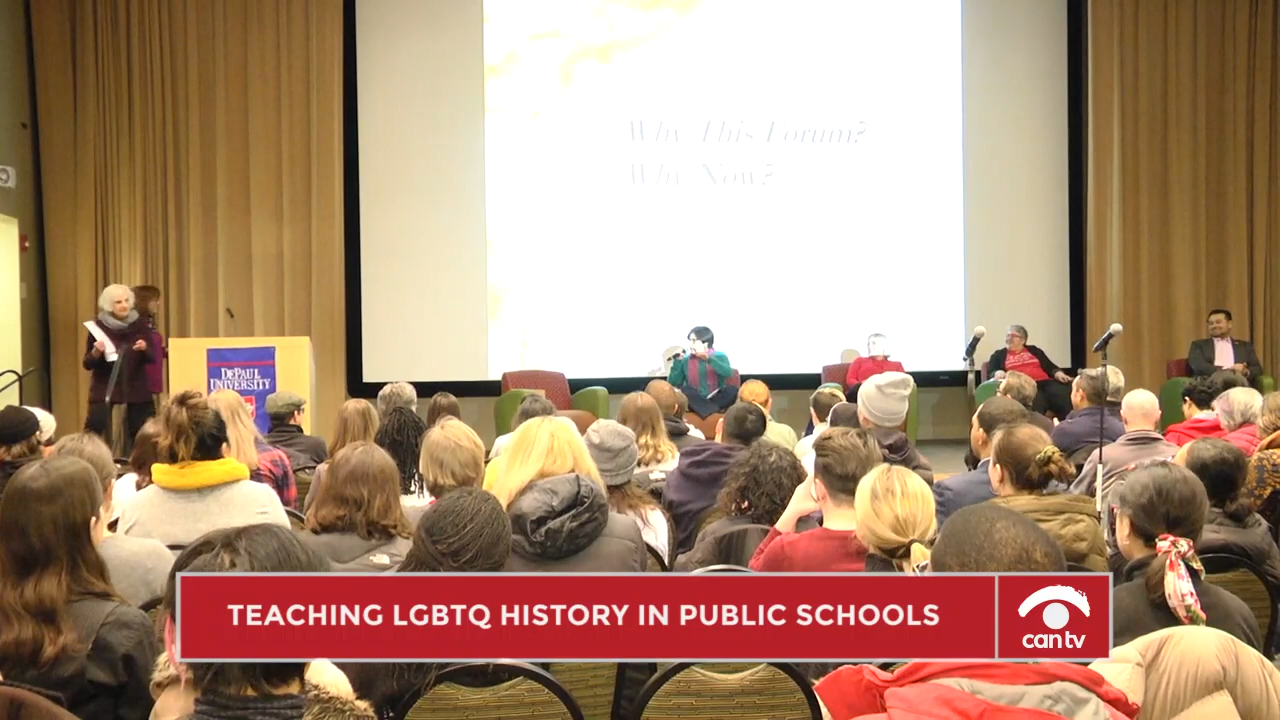 Why This Forum?
Why Now?
DEPAUL
UNIVERSITY
TEACHING LGBTQ HISTORY IN PUBLIC SCHOOLS
can tv